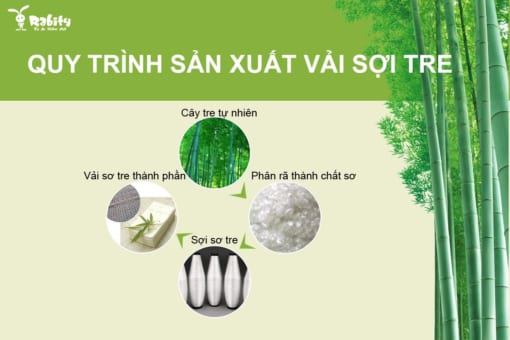 Rabity
QUY TRÌNH SẢN XUẤT VẢI SỢI TRE
Cây tre tự nhiên
Vải sơ tre thành phần
Phân rã thành chất sơ
Sợi sơ tre